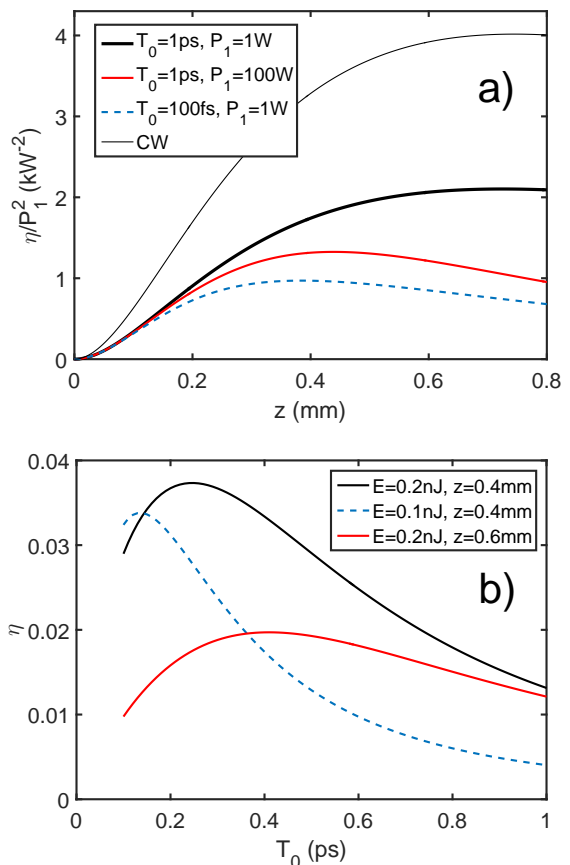 4
3
2
1
0
η/P₁² (kW⁻²)
T₀=1ps, P₁=1W
T₀=1ps, P₁=100W
T₀=100fs, P₁=1W
CW
a)
0 0.2 0.4 0.6 0.8
z (mm)
0.04
0.03
0.02
0.01
0
η
E=0.2nJ, z=0.4mm
E=0.1nJ, z=0.4mm
E=0.2nJ, z=0.6mm
b)
0 0.2 0.4 0.6 0.8 1
T₀ (ps)